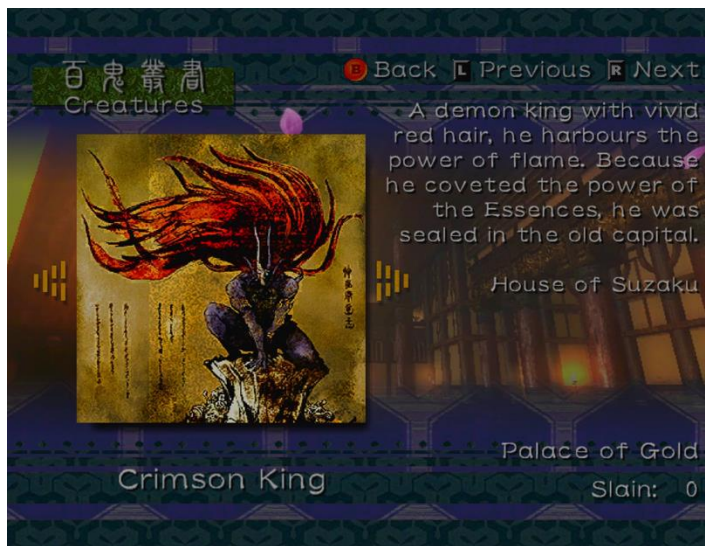 百鬼叢書
Creatures
B Back L Previous R Next
A demon king with vivid
red hair, he harbours the
power of flame. Because
he coveted the power of
the Essences, he was
sealed in the old capital.
House of Suzaku
Palace of Gold
Crimson King
Slain: 0